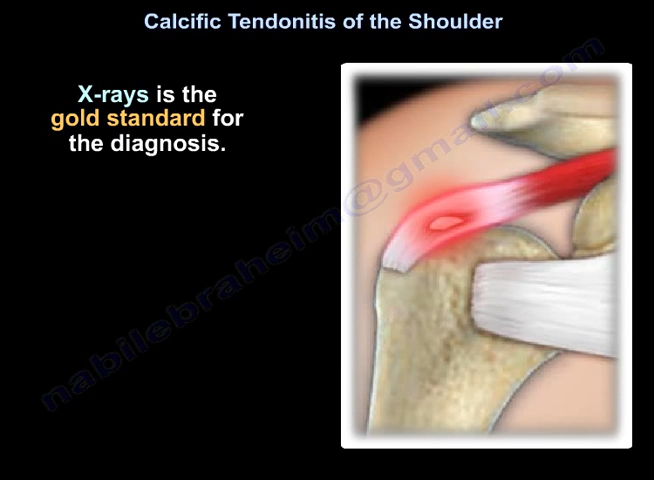 Calcific Tendonitis of the Shoulder
X-rays is the
gold standard for
the diagnosis.
nabilebraheim@gmail.com